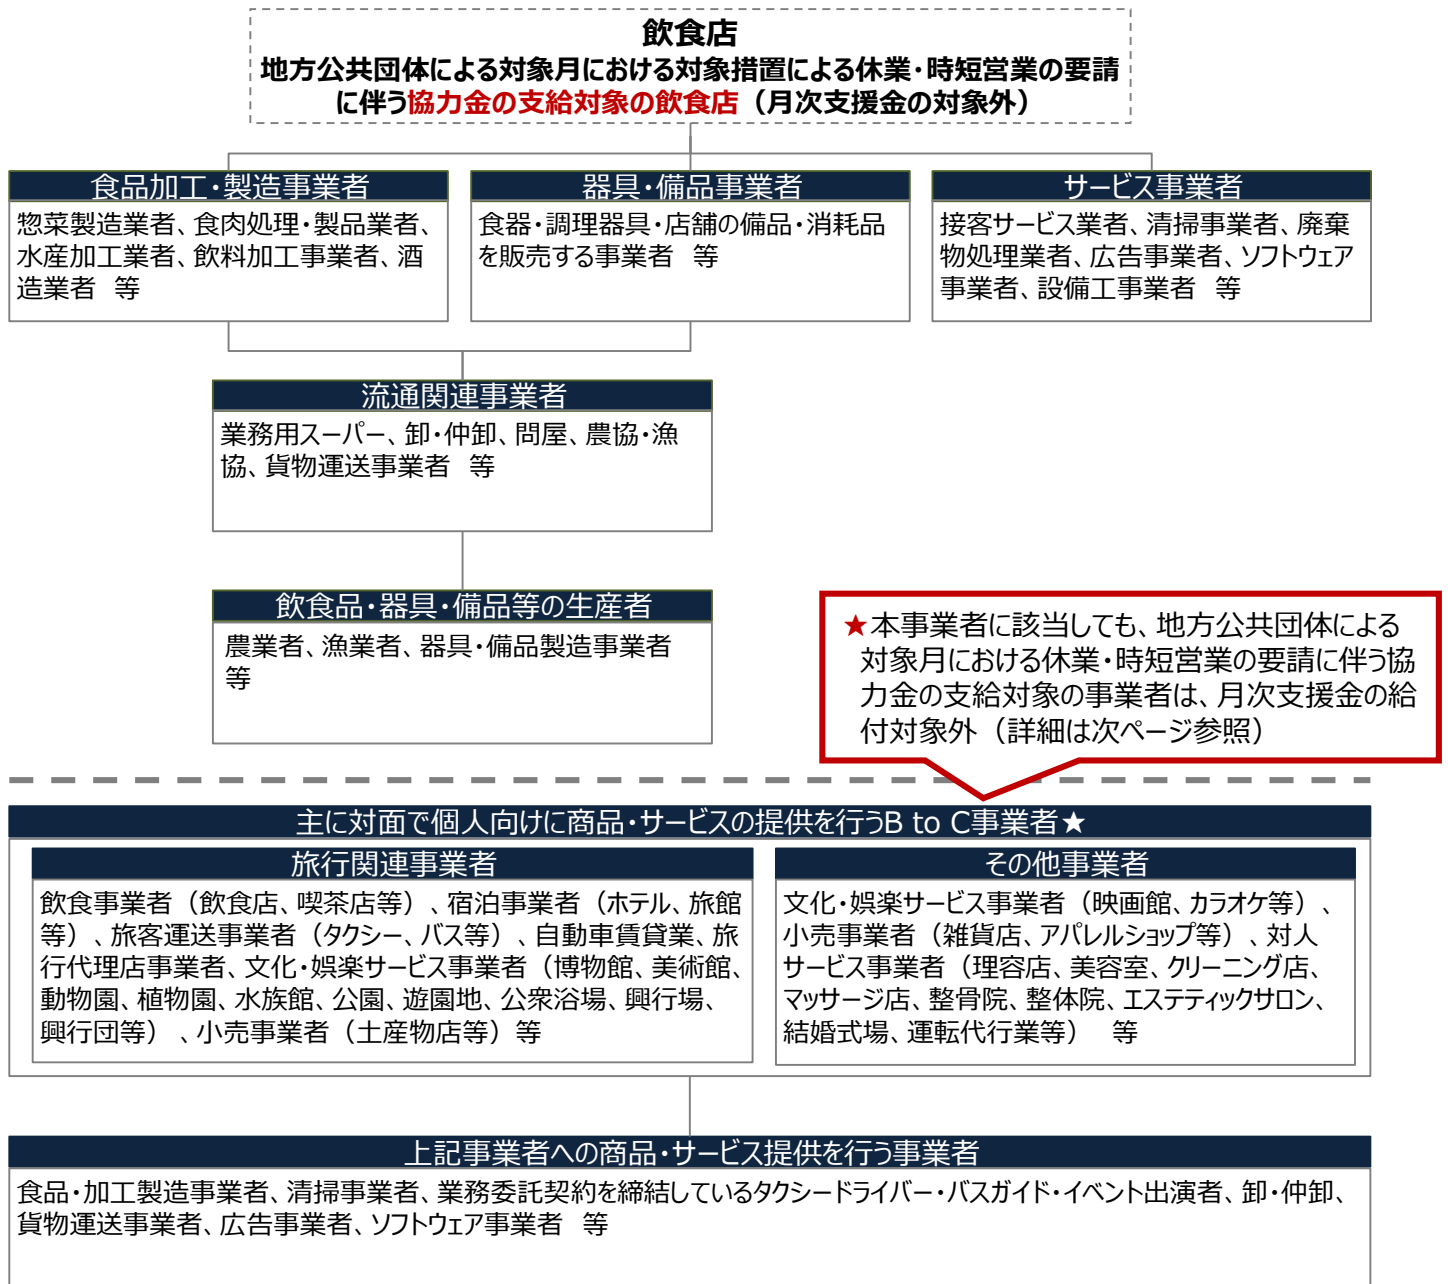 飲食店
地方公共団体による対象月における対象措置による休業・時短営業の要請
に伴う協力金の支給対象の飲食店（月次支援金の対象外）
食品加工・製造事業者
惣菜製造業者、食肉処理・製品業者、
水産加工業者、飲料加工事業者、酒
造業者　等
器具・備品事業者
食器・調理器具・店舗の備品・消耗品
を販売する事業者　等
サービス事業者
接客サービス業者、清掃事業者、廃棄
物処理業者、広告事業者、ソフトウェア
事業者、設備工事業者　等
流通関連事業者
業務用スーパー、卸・仲卸、問屋、農協・漁
協、貨物運送事業者　等
飲食品・器具・備品等の生産者
農業者、漁業者、器具・備品製造事業者
等
★本事業者に該当しても、地方公共団体による
対象月における休業・時短営業の要請に伴う協
力金の支給対象の事業者は、月次支援金の給
付対象外（詳細は次ページ参照）
主に対面で個人向けに商品・サービスの提供を行うB to C事業者★
旅行関連事業者
飲食事業者（飲食店、喫茶店等）、宿泊事業者（ホテル、旅館
等）、旅客運送事業者（タクシー、バス等）、自動車賃貸業、旅
行代理店事業者、文化・娯楽サービス事業者（博物館、美術館、
動物園、植物園、水族館、公園、遊園地、公衆浴場、興行場、
興行団等）、小売事業者（土産物店等）等
その他事業者
文化・娯楽サービス事業者（映画館、カラオケ等）、
小売事業者（雑貨店、アパレルショップ等）、対人
サービス事業者（理容店、美容室、クリーニング店、
マッサージ店、整骨院、整体院、エステティックサロン、
結婚式場、運転代行業等）　等
上記事業者への商品・サービス提供を行う事業者
食品・加工製造事業者、清掃事業者、業務委託契約を締結しているタクシードライバー・バスガイド・イベント出演者、卸・仲卸、
貨物運送事業者、広告事業者、ソフトウェア事業者　等